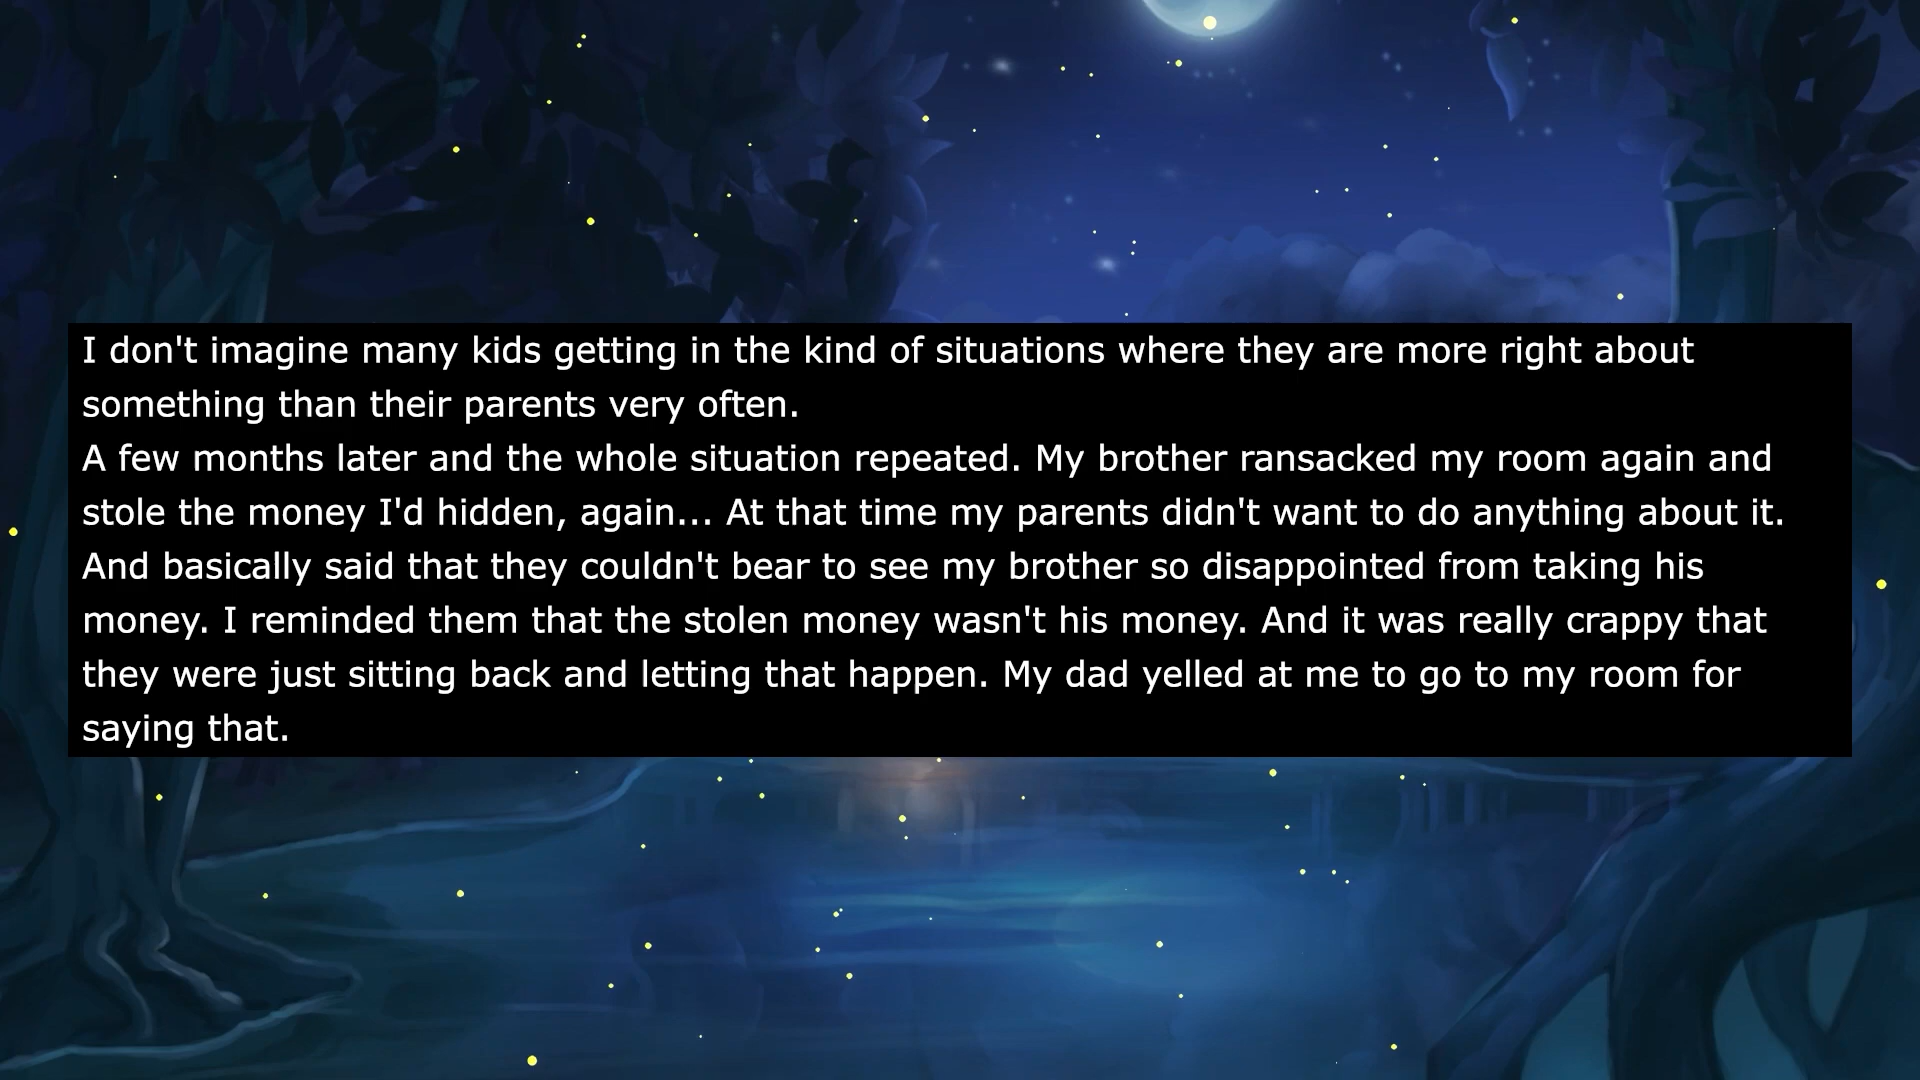 I don't imagine many kids getting in the kind of situations where they are more right about
something than their parents very often.
A few months later and the whole situation repeated. My brother ransacked my room again and
stole the money I'd hidden, again... At that time my parents didn't want to do anything about it.
And basically said that they couldn't bear to see my brother so disappointed from taking his
money. I reminded them that the stolen money wasn't his money. And it was really crappy that
they were just sitting back and letting that happen. My dad yelled at me to go to my room for
saying that.